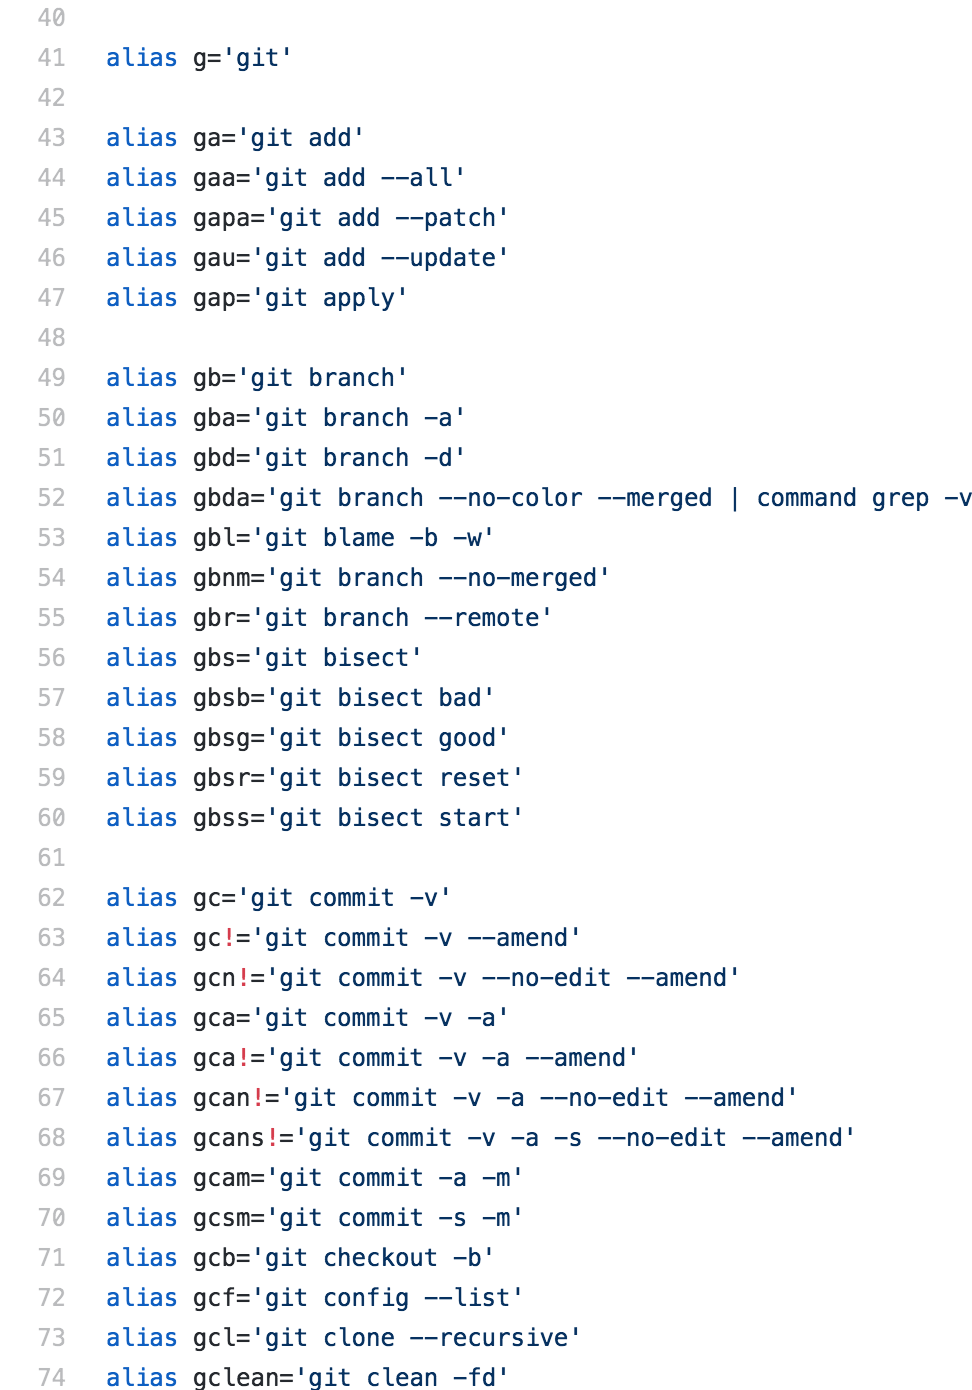 40
41 alias g='git'
42
43 alias ga='git add'
44 alias gaa='git add --all'
45 alias gapa='git add --patch'
46 alias gau='git add --update'
47 alias gap='git apply'
48
49 alias gb='git branch'
50 alias gba='git branch -a'
51 alias gbd='git branch -d'
52 alias gbda='git branch --no-color --merged | command grep -v
53 alias gbl='git blame -b -w'
54 alias gbnm='git branch --no-merged'
55 alias gbr='git branch --remote'
56 alias gbs='git bisect'
57 alias gbsb='git bisect bad'
58 alias gbsg='git bisect good'
59 alias gbsr='git bisect reset'
60 alias gbss='git bisect start'
61
62 alias gc='git commit -v'
63 alias gc!='git commit -v --amend'
64 alias gcn!='git commit -v --no-edit --amend'
65 alias gca='git commit -v -a'
66 alias gca!='git commit -v -a --amend'
67 alias gcan!='git commit -v -a --no-edit --amend'
68 alias gcans!='git commit -v -a -s --no-edit --amend'
69 alias gcam='git commit -a -m'
70 alias gcsm='git commit -s -m'
71 alias gcb='git checkout -b'
72 alias gcf='git config --list'
73 alias gcl='git clone --recursive'
74 alias gclean='git clean -fd'